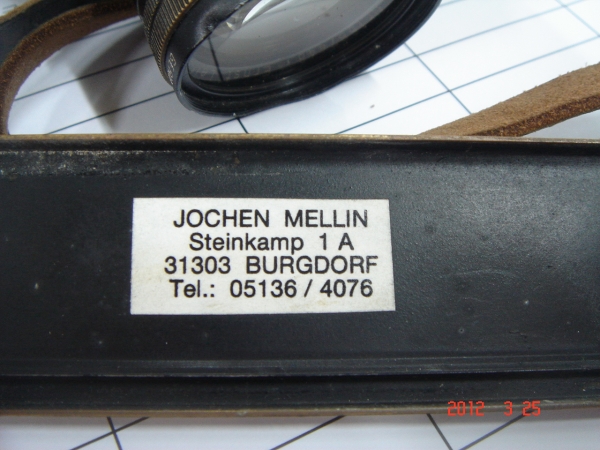 JOCHEN MELLIN
Steinkamp 1 A
31303 BURGDORF
Tel.: 05136 / 4076
2012 3 25